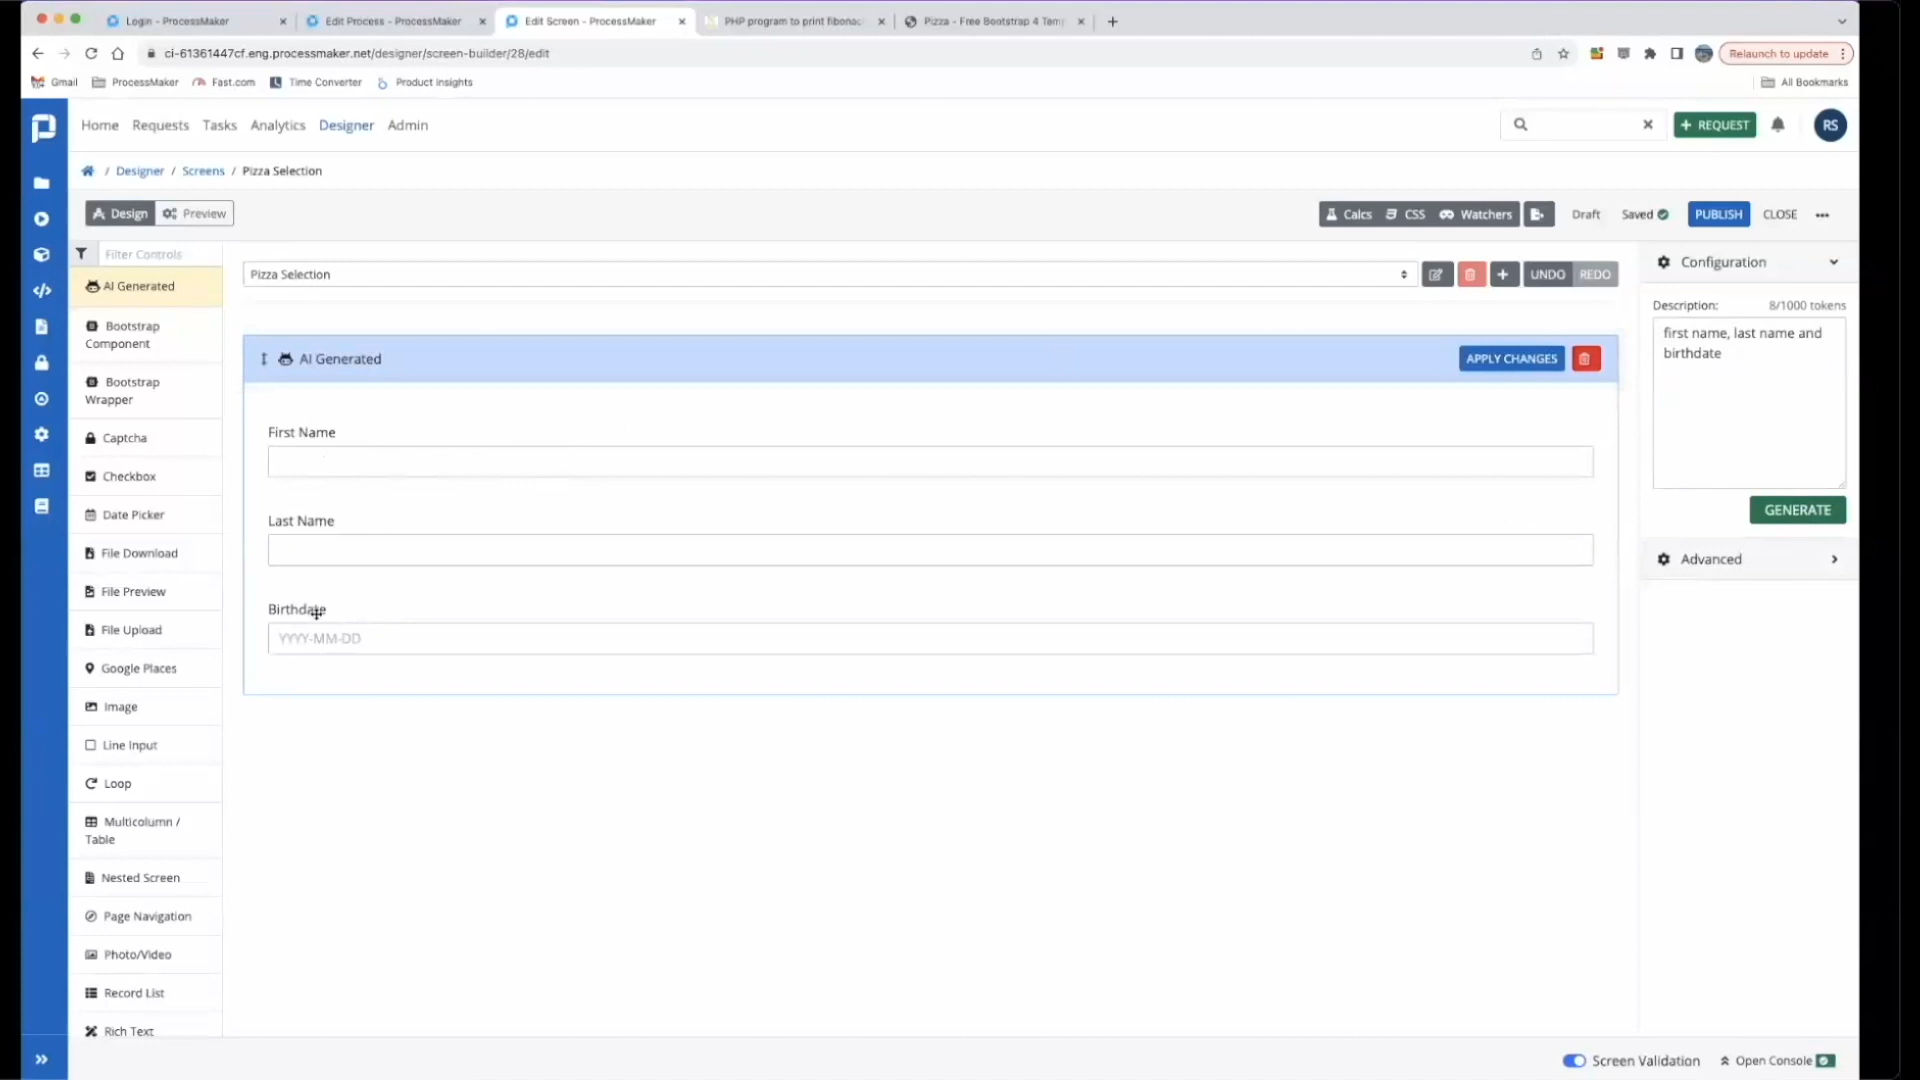 Login - ProcessMaker
Edit Process - ProcessMaker
Edit Screen - ProcessMaker
PHP program to print fibonac
Pizza - Free Bootstrap 4 Tem
ci-61361447cf.eng.processmaker.net/designer/screen-builder/28/edit
Relaunch to update
Gmail
ProcessMaker
Fast.com
Time Converter
Product Insights
All Bookmarks
Home
Requests
Tasks
Analytics
Designer
Admin
+ REQUEST
RS
/ Designer / Screens / Pizza Selection
Design
Preview
Calcs
CSS
Watchers
Draft
Saved
PUBLISH
CLOSE
Filter Controls
AI Generated
Bootstrap
Component
Bootstrap
Wrapper
Captcha
Checkbox
Date Picker
File Download
File Preview
File Upload
Google Places
Image
Line Input
Loop
Multicolumn /
Table
Nested Screen
Page Navigation
Photo/Video
Record List
Rich Text
Pizza Selection
UNDO
REDO
AI Generated
APPLY CHANGES
First Name
Last Name
Birthdate
YYYY-MM-DD
Configuration
Description:
8/1000 tokens
first name, last name and
birthdate
GENERATE
Advanced
Screen Validation
Open Console